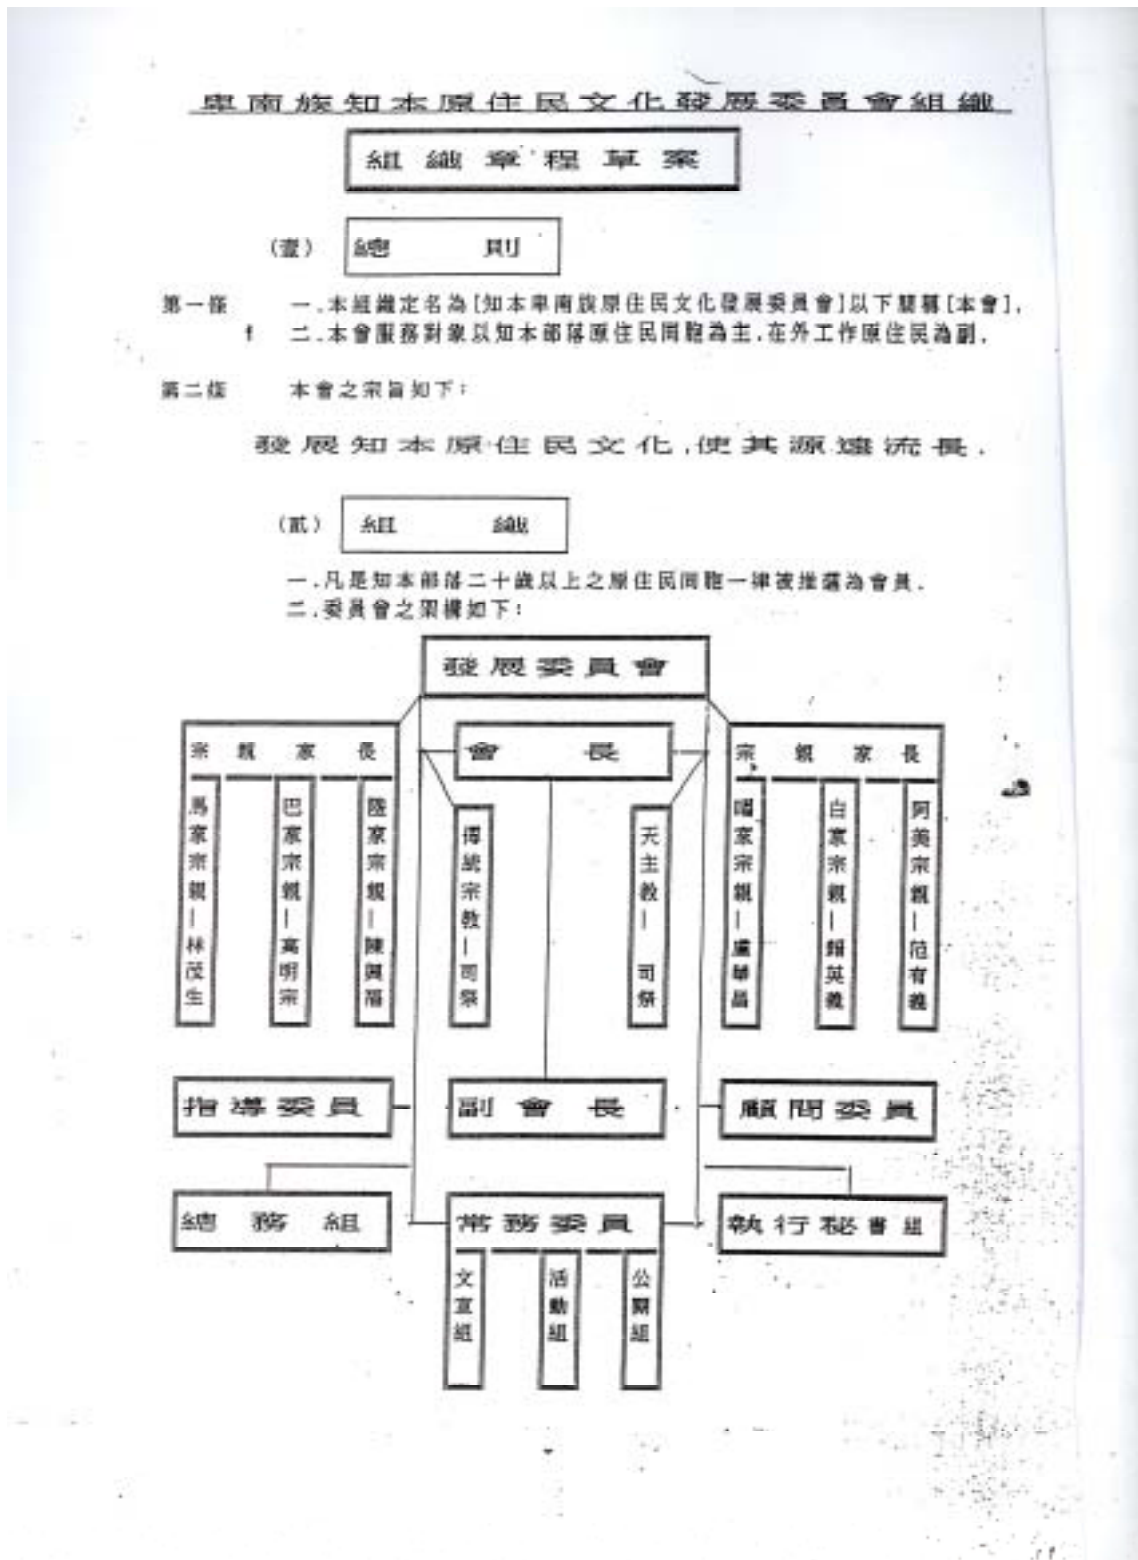 卑南族知本原住民文化發展委員會組織
組織章程草案
(壹) 總則
第一條 一.本組織定名為[知本卑南族原住民文化發展委員會]以下簡稱[本會].
二.本會服務對象以知本部落原住民同胞為主.在外工作原住民為副.
第二條 本會之宗旨如下:
發展知本原住民文化,使其源遠流長.
(貳) 組織
一.凡是知本部落二十歲以上之原住民同胞一律被推選為會員.
二.委員會之架構如下:
發展委員會
宗親家長
會長
宗親家長
馬家宗親—林茂生
巴家宗親—高明宗
陸家宗親—陳興福
傳統宗教—司祭
天主教—司祭
家宗親—盧華昌
白家宗親—賴英義
阿美宗親—范有義
指導委員
副會長
顧問委員
總務組
常務委員
執行秘書組
文宣組
活動組
公關組